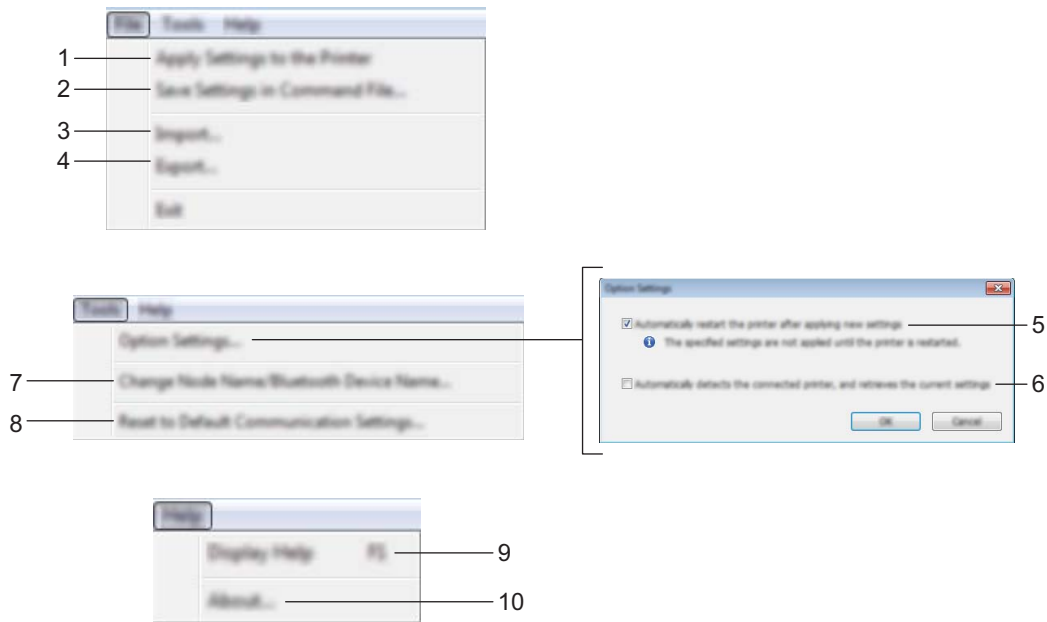 File Tools Help
1 Apply Settings to the Printer
2 Save Settings in Command File...
3 Import...
4 Export...
Exit
Tools Help
Option Settings...
7 Change Node Name/Bluetooth Device Name...
8 Reset to Default Communication Settings...
Option Settings
Automatically restart the printer after applying new settings 5
The specified settings are not applied until the printer is restarted.
Automatically detects the connected printer, and retrieves the current settings 6
OK Cancel
Help
Display Help F1 9
About... 10